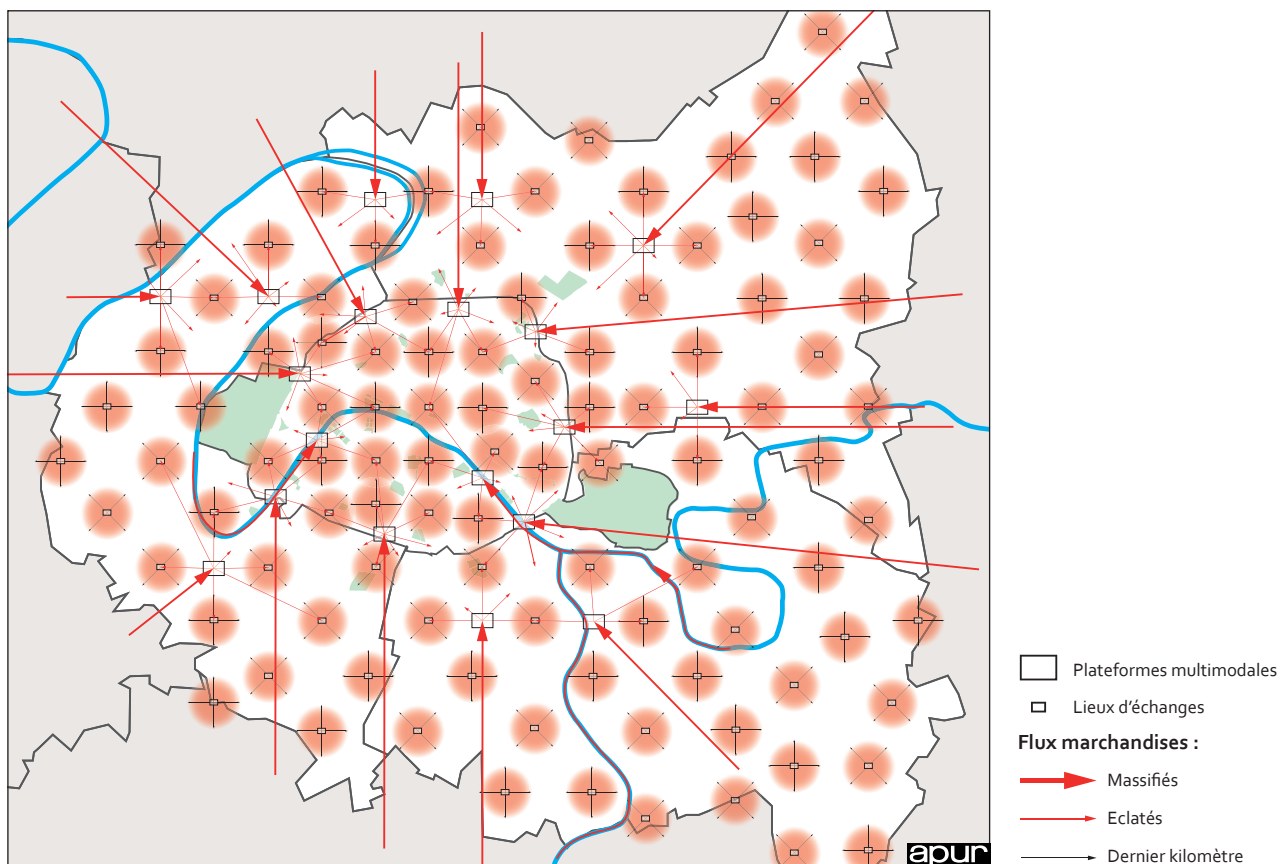 Plateformes multimodales
Lieux d'échanges
Flux marchandises :
Massifiés
Eclatés
Dernier kilomètre
apur